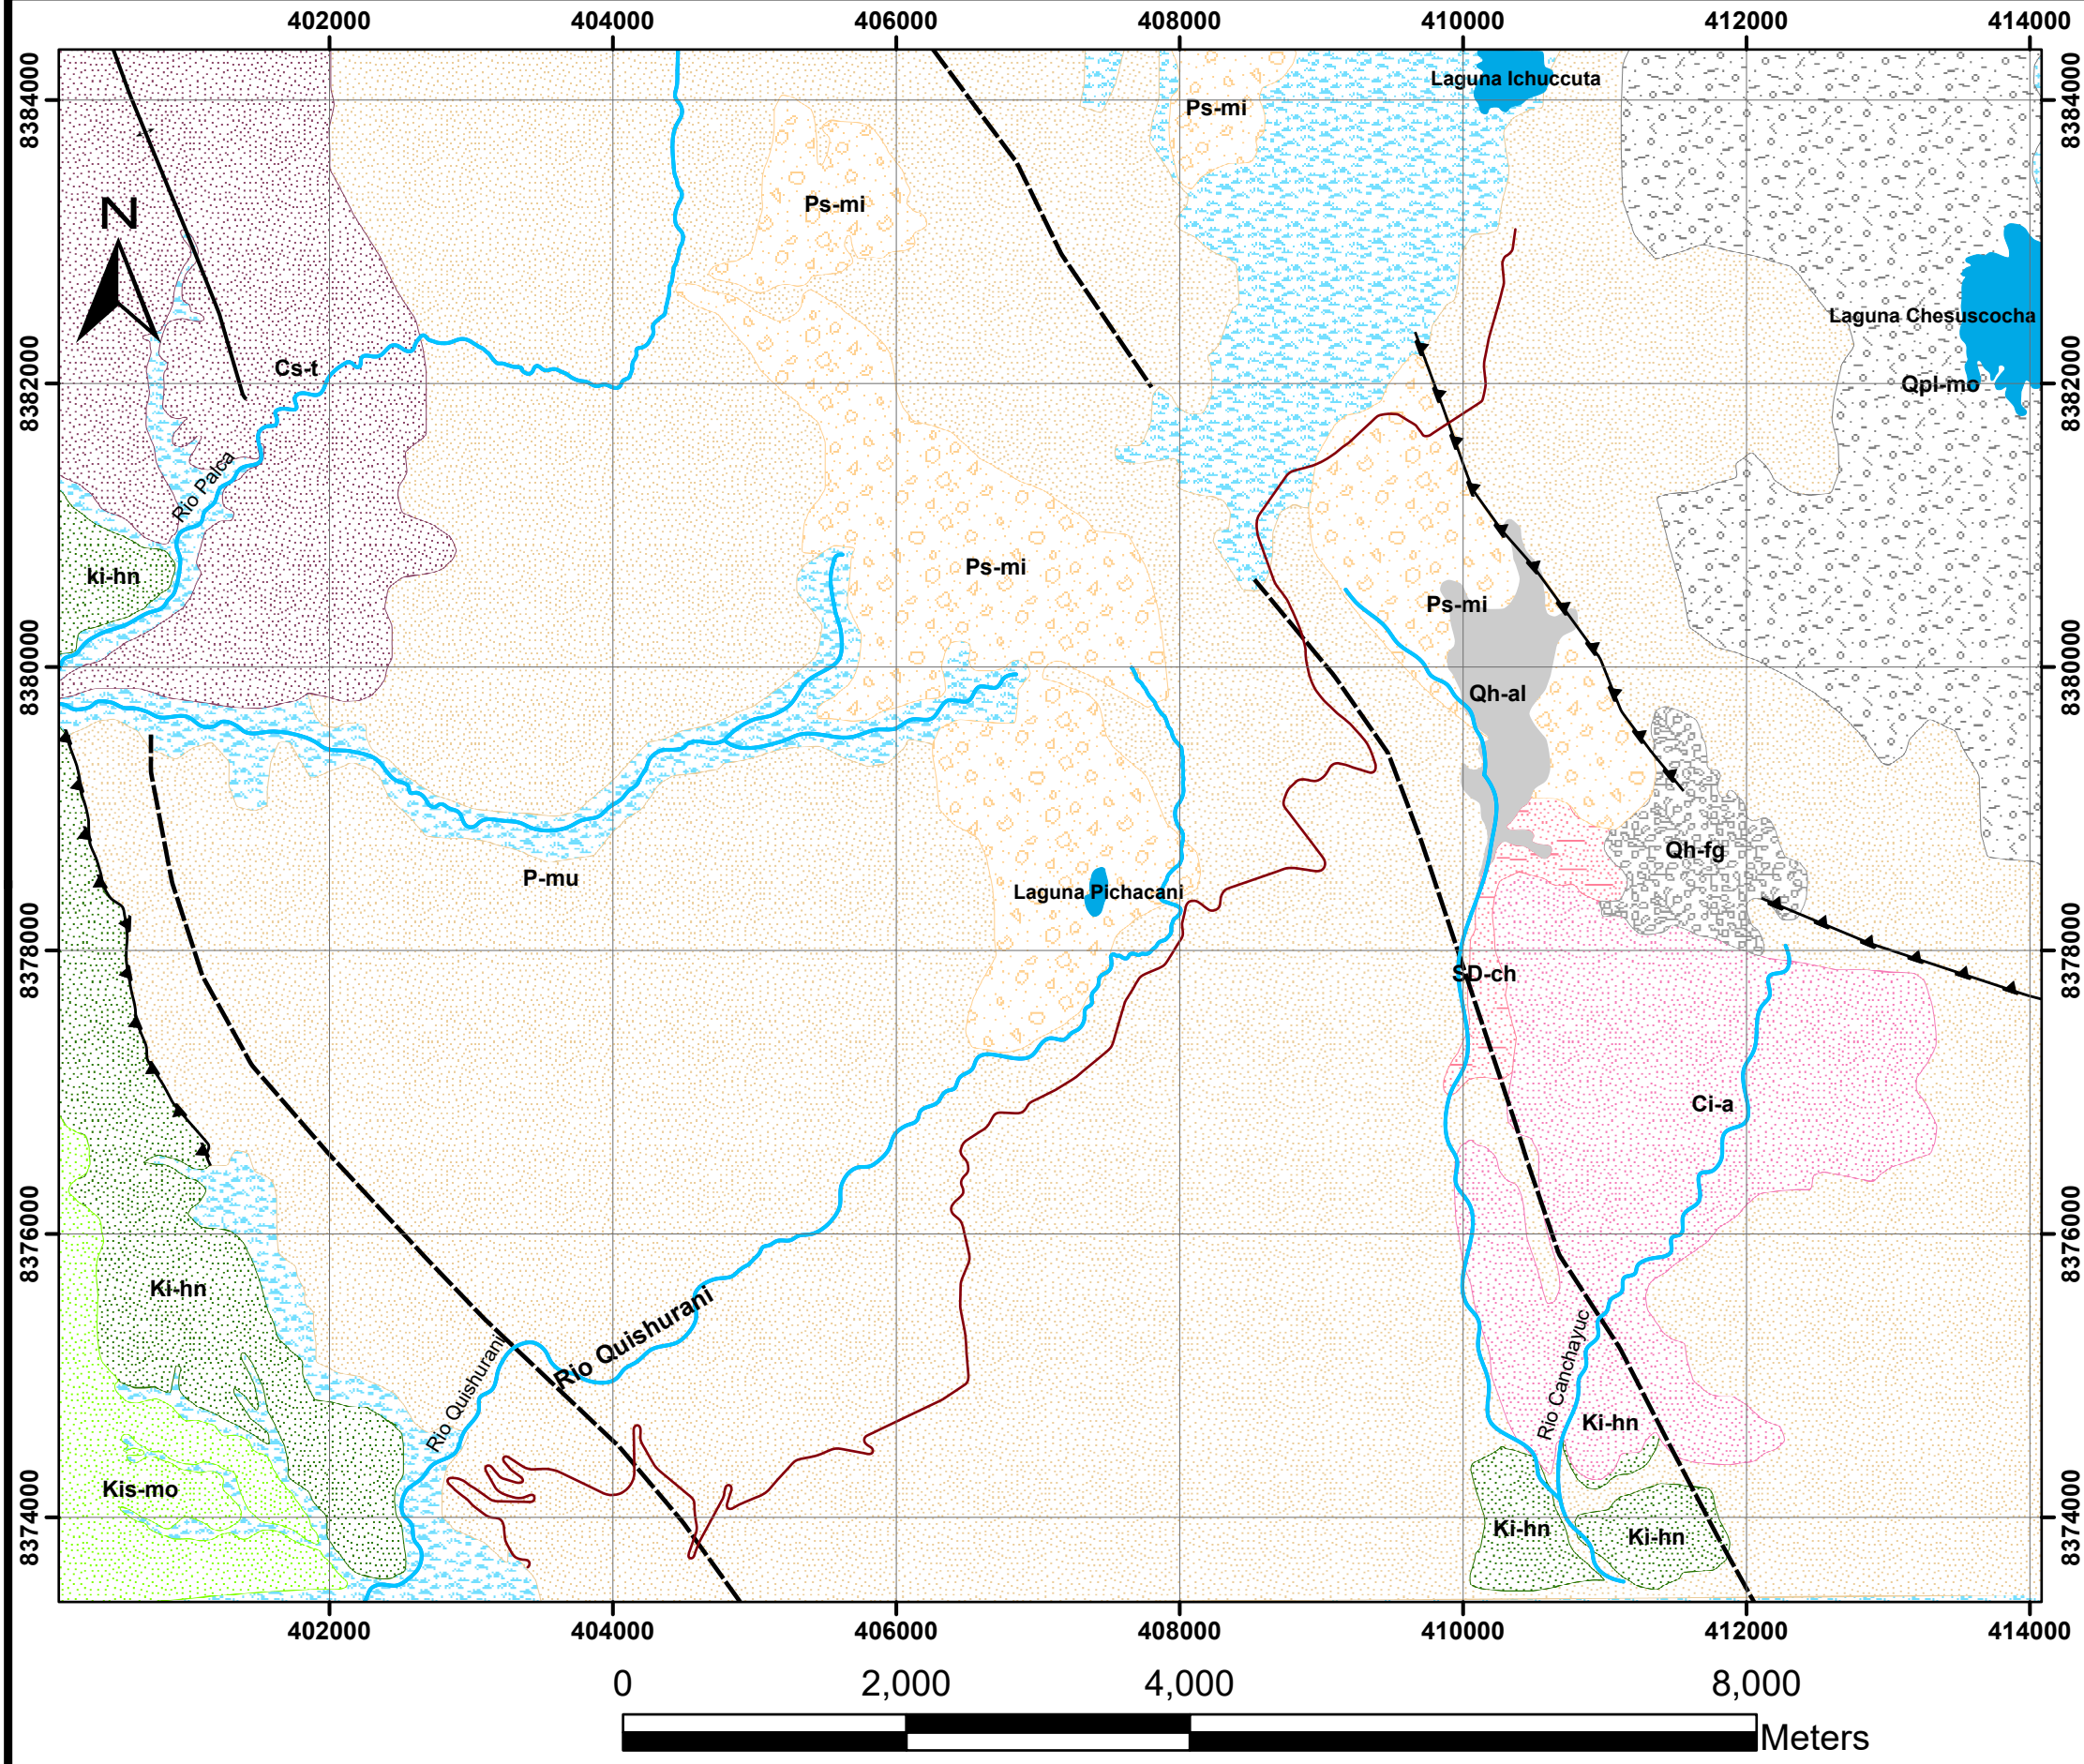 402000 404000 406000 408000 410000 412000 414000
8384000
8384000
Laguna Ichuccuta
Ps-mi
Ps-mi
N
Laguna Chesuscocha
Cs-t
8382000
Qpl-mo
8382000
Rio Palca
Ps-mi
ki-hn
Ps-mi
8380000
8380000
Qh-al
Qh-fg
P-mu
Laguna Pichacani
8378000
SD-ch
8378000
Ci-a
8376000
8376000
Ki-hn
Rio Quishurani
Rio Quishurani
Rio Canchayuc
Ki-hn
Kis-mo
8374000
Ki-hn
Ki-hn
8374000
402000 404000 406000 408000 410000 412000 414000
0 2,000 4,000 8,000
Meters